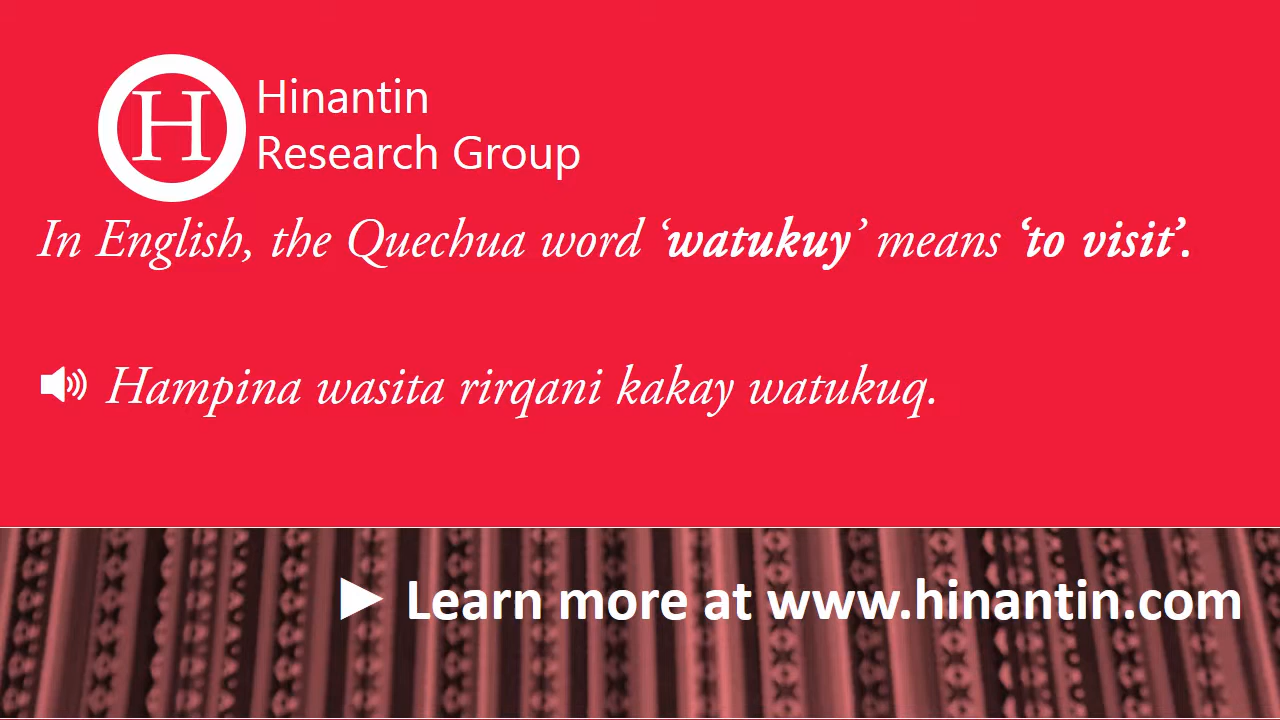 H
Hinantin
Research Group
In English, the Quechua word ‘watukuy’ means ‘to visit’.
Hampina wasita rirqani kakay watukuq.
► Learn more at www.hinantin.com